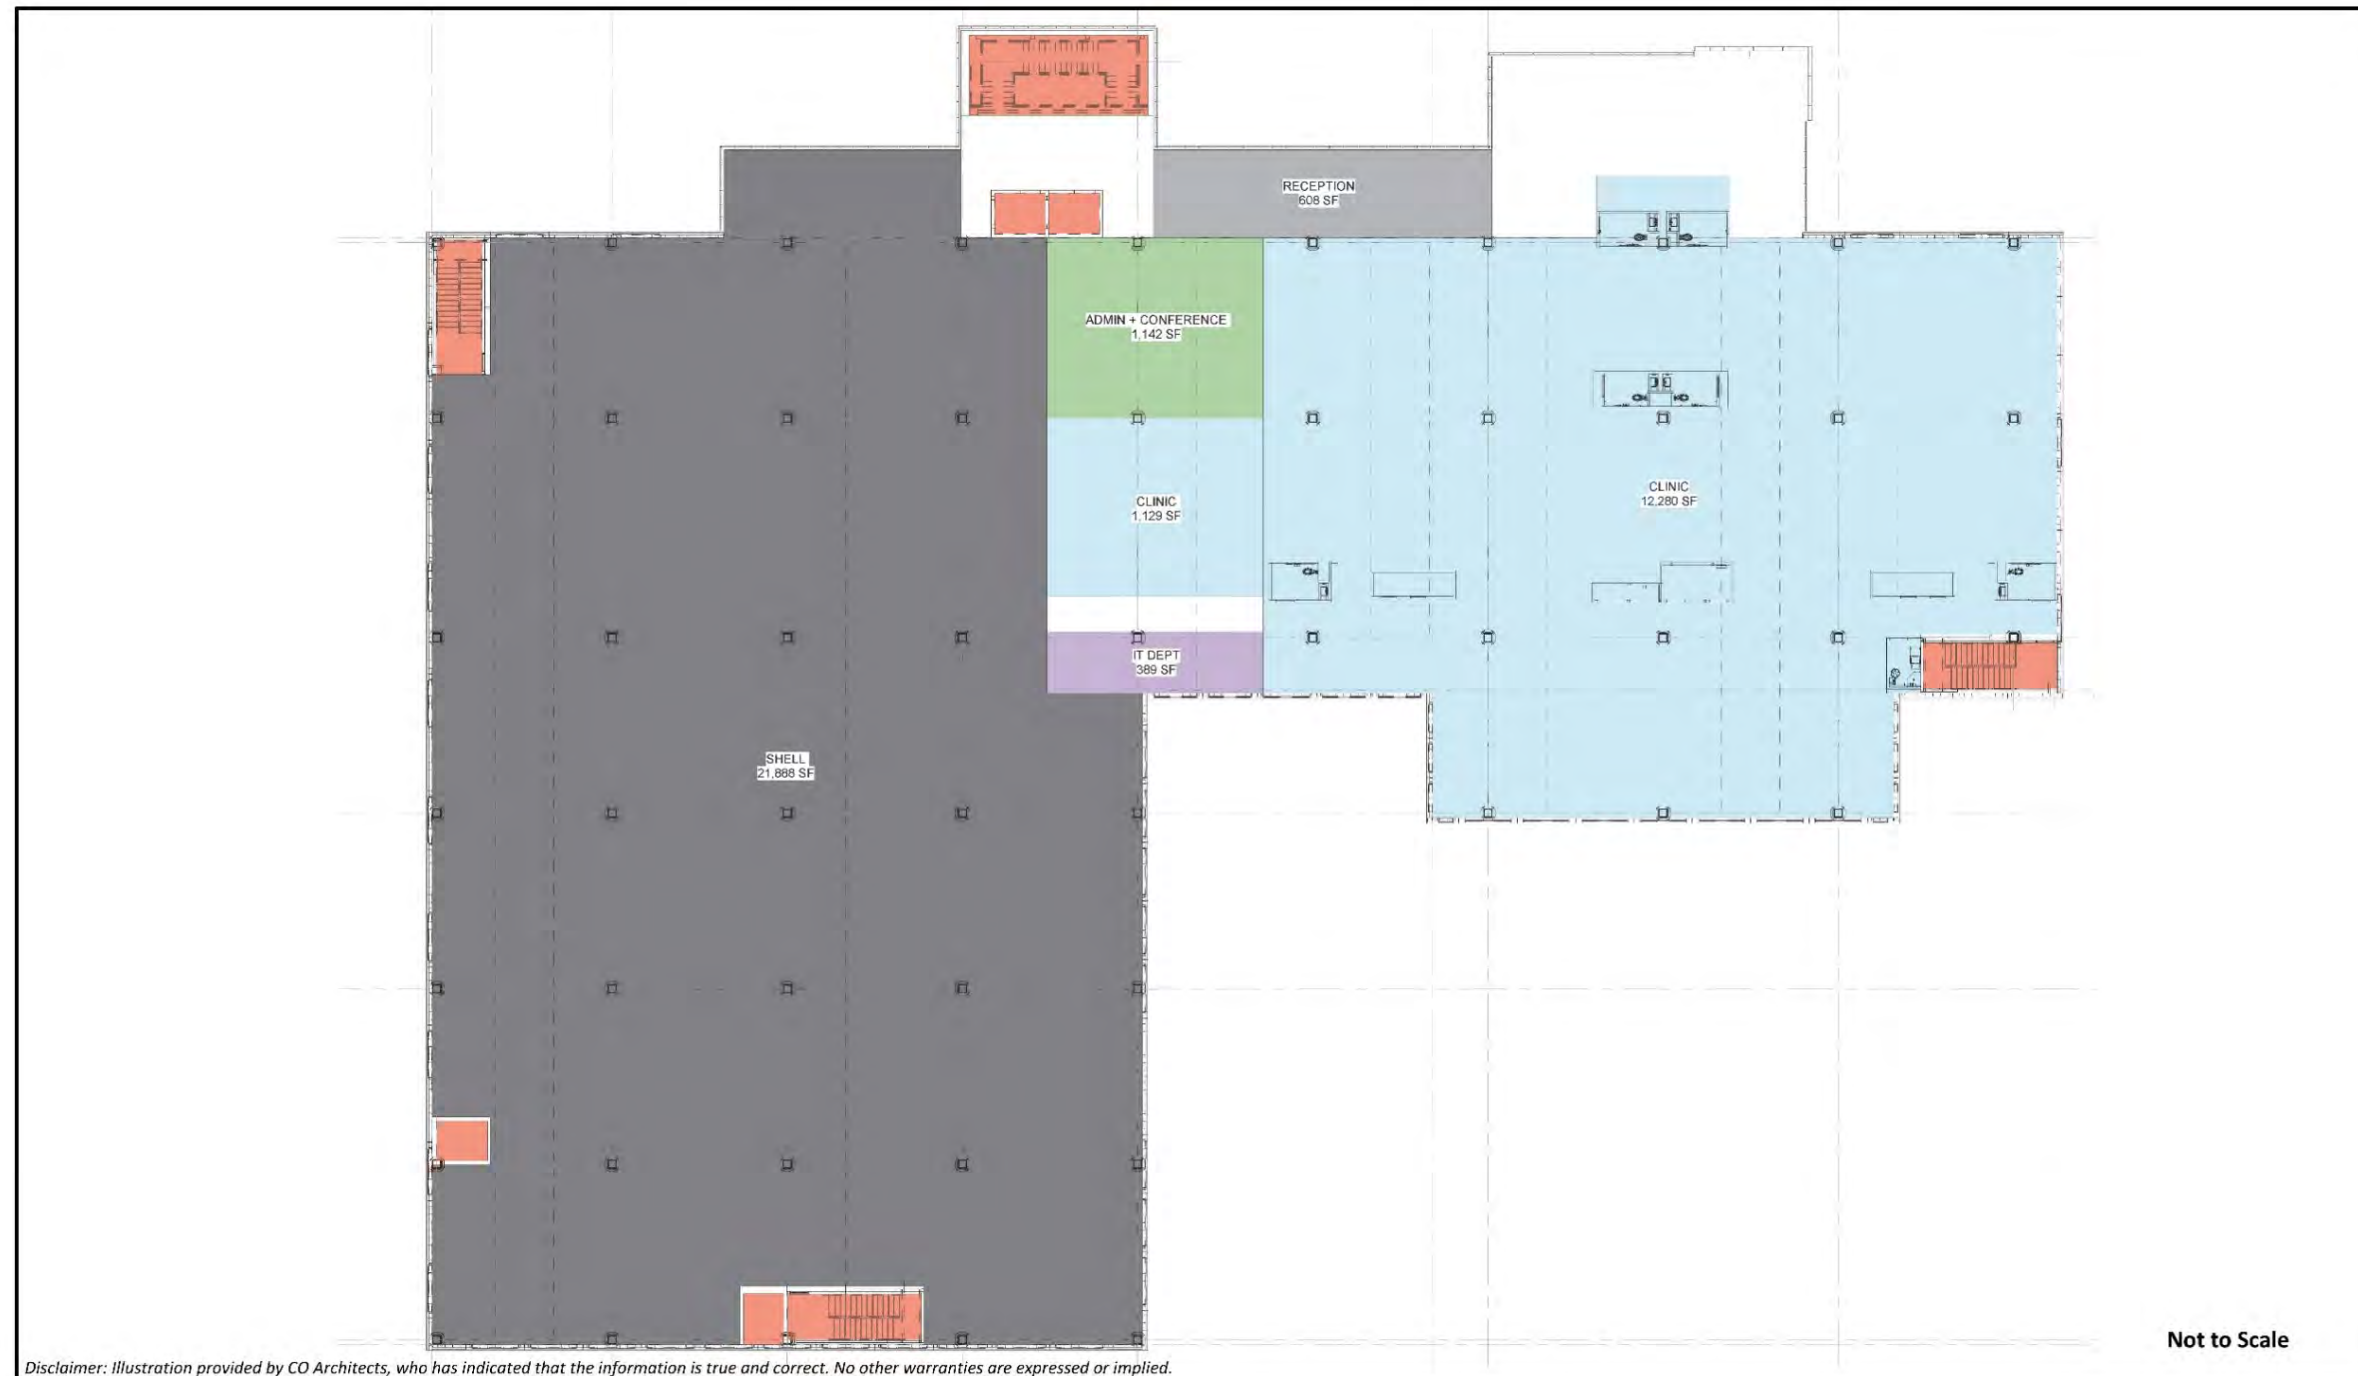 RECEPTION
608 SF
ADMIN + CONFERENCE
1,142 SF
CLINIC
1,129 SF
CLINIC
12,280 SF
IT DEPT
389 SF
SHELL
21,888 SF
Not to Scale
Disclaimer: Illustration provided by CO Architects, who has indicated that the information is true and correct. No other warranties are expressed or implied.